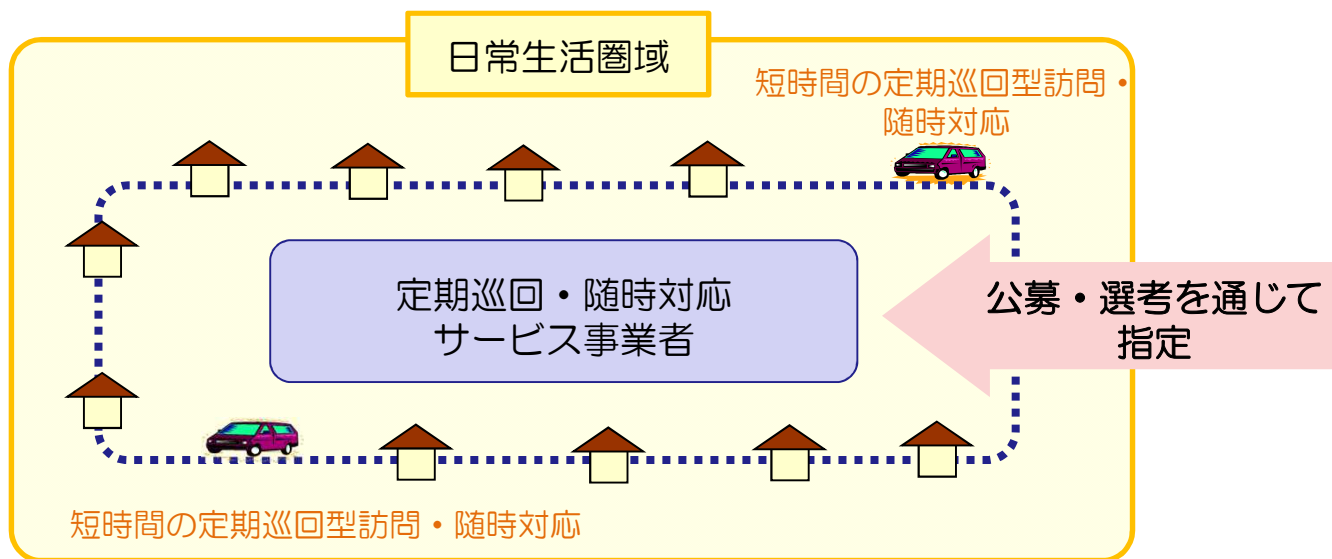 日常生活圏域
短時間の定期巡回型訪問・
随時対応
定期巡回・随時対応
サービス事業者
公募・選考を通じて
指定
短時間の定期巡回型訪問・随時対応